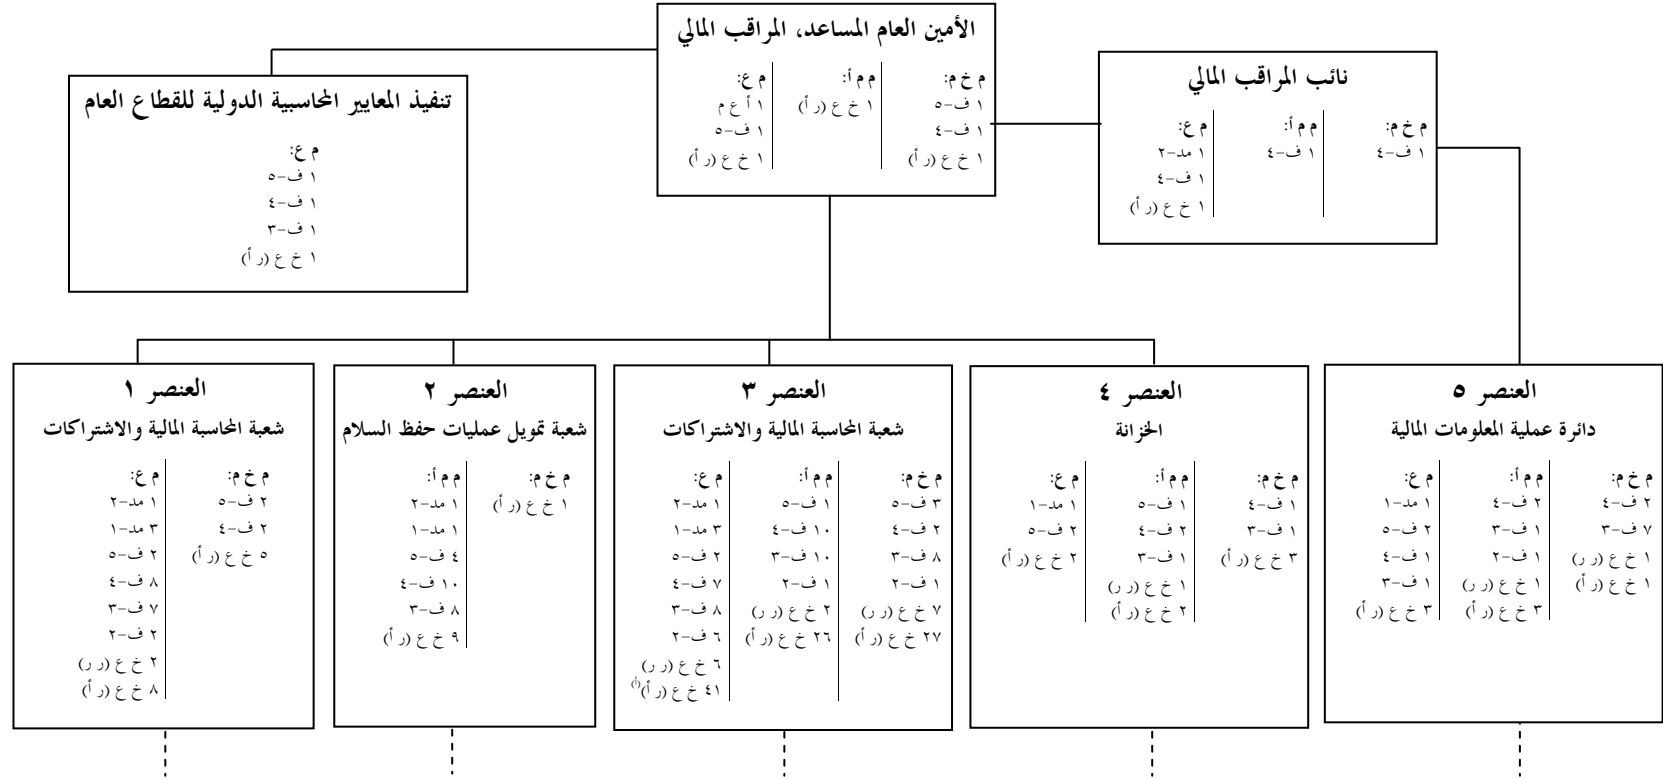 الأمين العام المساعد، المراقب المالي
م خ م:
١ ف-٥
١ ف-٤
١ خ ع (ر أ)
م م أ:
١ خ ع (ر أ)
م ع:
١ أ ع م
١ ف-٥
١ خ ع (ر أ)
نائب المراقب المالي
م خ م:
١ ف-٤
م م أ:
١ ف-٤
م ع:
١ مد-٢
١ ف-٤
١ خ ع (ر أ)
تنفيذ المعايير المحاسبية الدولية للقطاع العام
م ع:
١ ف-٥
١ ف-٤
١ ف-٣
١ خ ع (ر أ)
العنصر ٥
دائرة عملية المعلومات المالية
م خ م:
٢ ف-٤
٧ ف-٣
١ خ ع (ر ر)
١ خ ع (ر أ)
م م أ:
٢ ف-٤
١ ف-٣
١ ف-٢
١ خ ع (ر ر)
٣ خ ع (ر أ)
م ع:
١ مد-١
٢ ف-٥
١ ف-٤
١ ف-٣
٣ خ ع (ر أ)
العنصر ٤
الخزانة
م خ م:
١ ف-٤
١ ف-٣
٣ خ ع (ر أ)
م م أ:
١ ف-٥
٢ ف-٤
١ ف-٣
١ خ ع (ر ر)
٢ خ ع (ر أ)
م ع:
١ مد-١
٢ ف-٥
٢ خ ع (ر أ)
العنصر ٣
شعبة المحاسبة المالية والاشتراكات
م خ م:
٣ ف-٥
٢ ف-٤
٨ ف-٣
١ ف-٢
٧ خ ع (ر ر)
٢٧ خ ع (ر أ)
م م أ:
١ ف-٥
١٠ ف-٤
١٠ ف-٣
١ ف-٢
٢ خ ع (ر ر)
٢٦ خ ع (ر أ)
م ع:
١ مد-٢
٣ مد-١
٢ ف-٥
٧ ف-٤
٨ ف-٣
٦ ف-٢
٦ خ ع (ر ر)
٤١ خ ع (ر أ)(أ)
العنصر ٢
شعبة تمويل عمليات حفظ السلام
م خ م:
١ خ ع (ر أ)
م م أ:
١ مد-٢
١ مد-١
٤ ف-٥
١٠ ف-٤
٨ ف-٣
٩ خ ع (ر أ)
العنصر ١
شعبة المحاسبة المالية والاشتراكات
م خ م:
٢ ف-٥
٢ ف-٤
٥ خ ع (ر أ)
م ع:
١ مد-٢
٣ مد-١
٢ ف-٥
٨ ف-٤
٧ ف-٣
٢ ف-٢
٢ خ ع (ر ر)
٨ خ ع (ر أ)